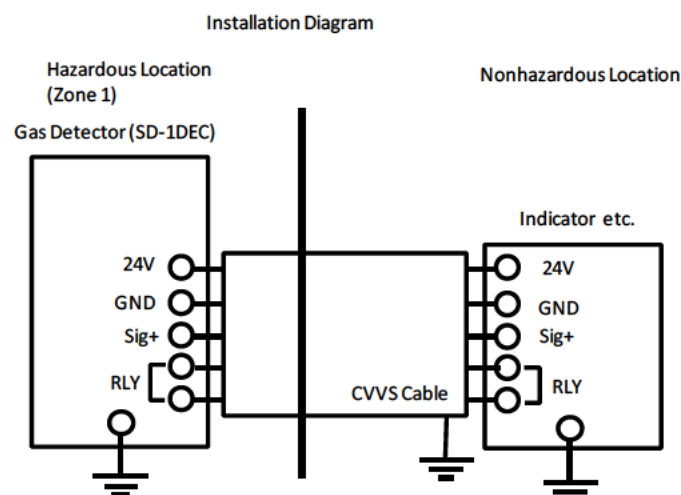 Installation Diagram
Hazardous Location
(Zone 1)
Nonhazardous Location
Gas Detector (SD-1DEC)
Indicator etc.
24V
GND
Sig+
RLY
CVVS Cable
24V
GND
Sig+
RLY